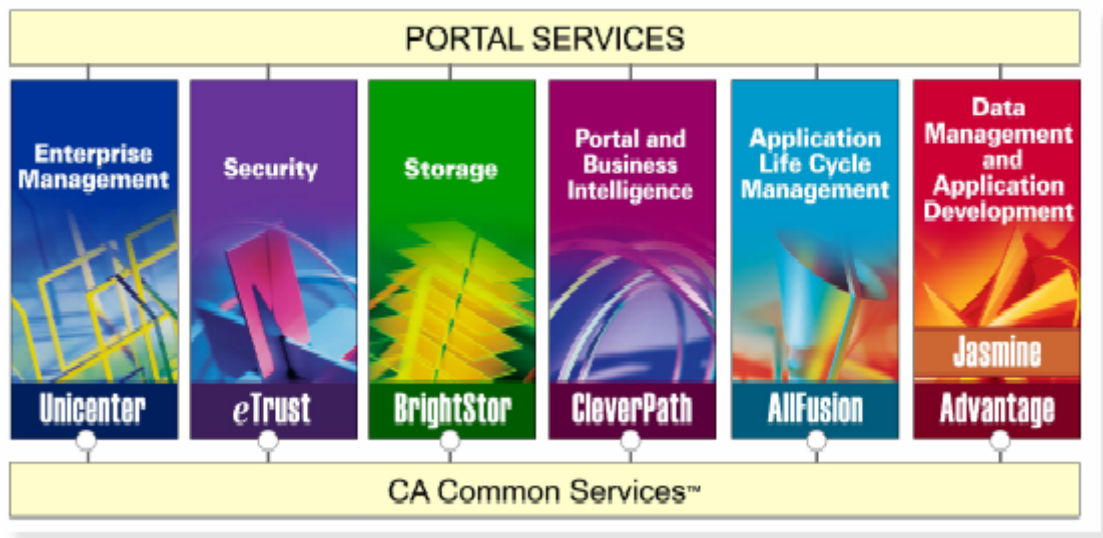 PORTAL SERVICES
Enterprise
Management
Unicenter
Security
eTrust
Storage
BrightStor
Portal and
Business
Intelligence
CleverPath
Application
Life Cycle
Management
AllFusion
Data
Management
and
Application
Development
Jasmine
Advantage
CA Common Services™